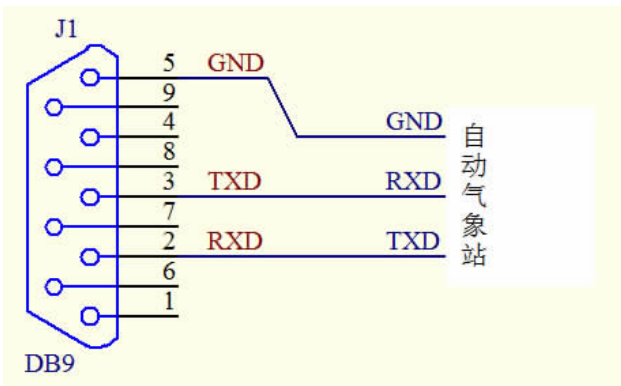 J1
5 GND
9
4 GND
8
3 TXD RXD
7
2 RXD TXD
6
1
自动气象站
DB9